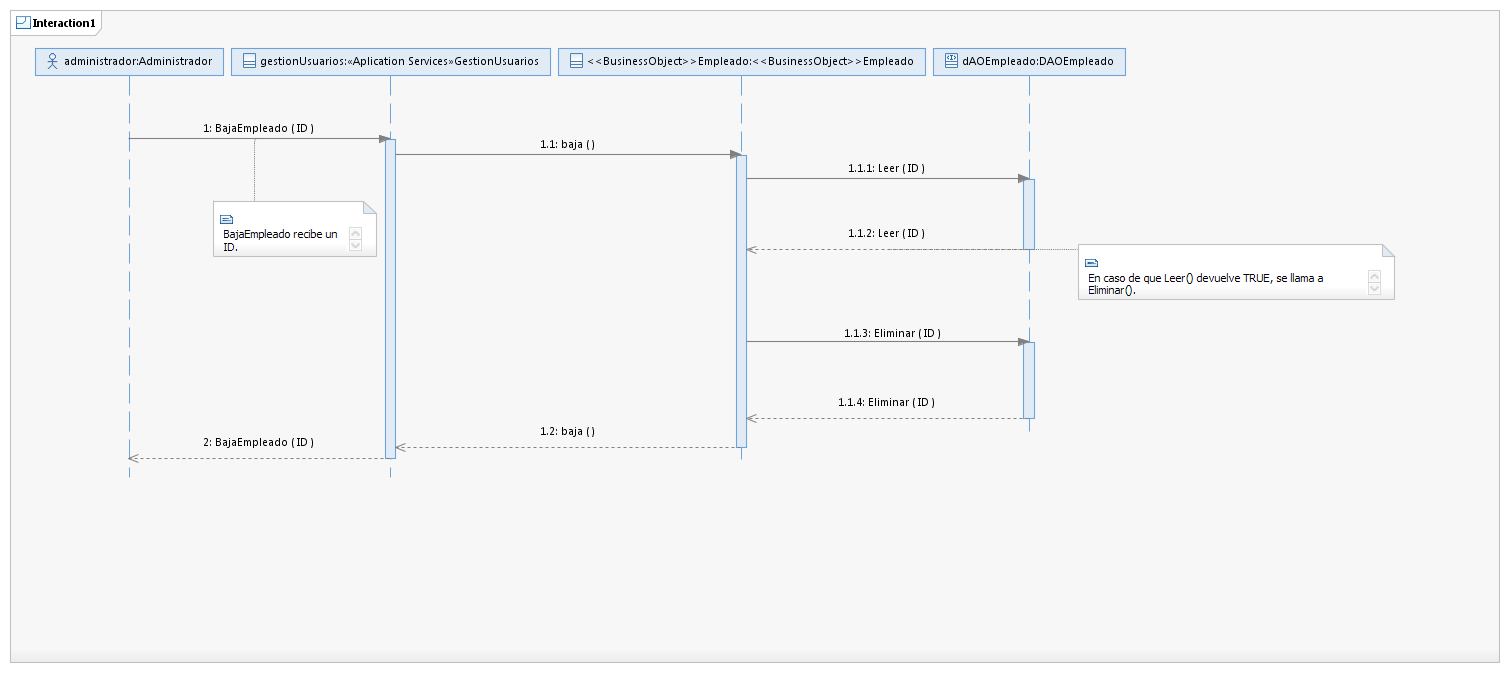 Interaction1
administrador:Administrador
gestionUsuarios:«Aplication Services»GestionUsuarios
<<BusinessObject>>Empleado:<<BusinessObject>>Empleado
dAOEmpleado:DAOEmpleado
1: BajaEmpleado ( ID )
1.1: baja ( )
1.1.1: Leer ( ID )
BajaEmpleado recibe un
ID.
1.1.2: Leer ( ID )
En caso de que Leer() devuelve TRUE, se llama a
Eliminar().
1.1.3: Eliminar ( ID )
1.1.4: Eliminar ( ID )
1.2: baja ( )
2: BajaEmpleado ( ID )